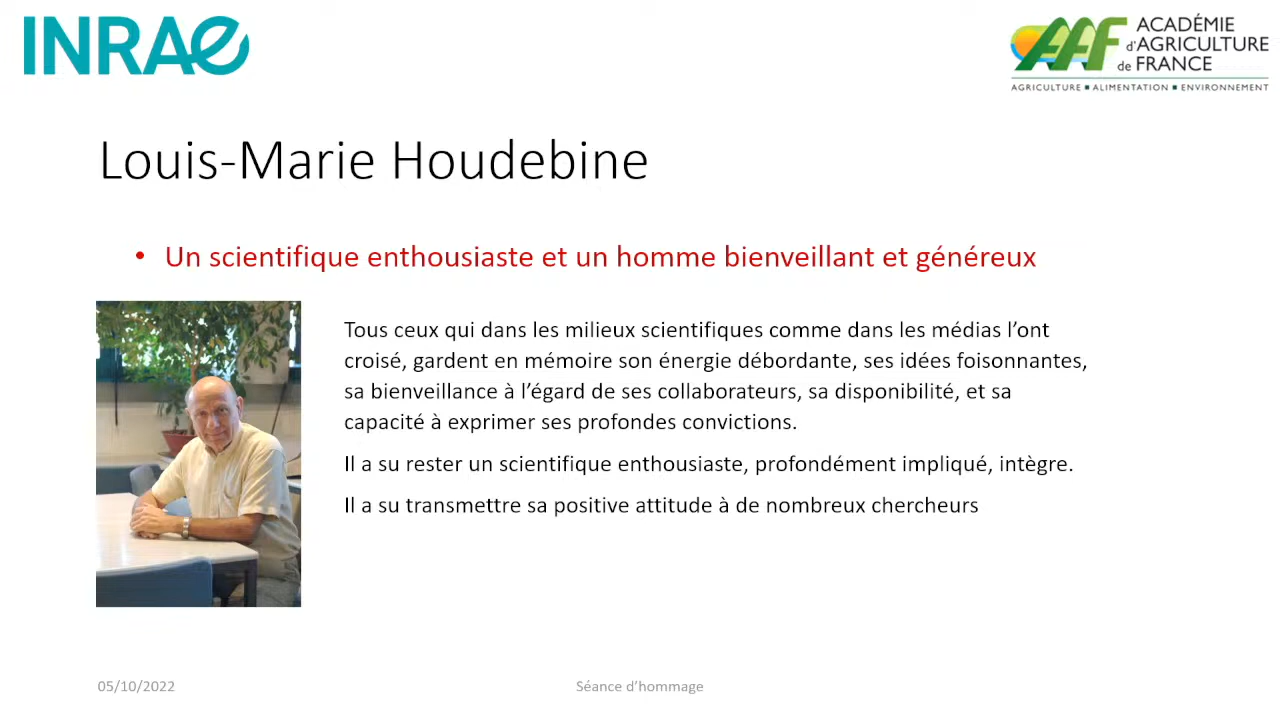 INRAE
AAF
ACADÉMIE
d'AGRICULTURE
de FRANCE
AGRICULTURE ■ ALIMENTATION ■ ENVIRONNEMENT
Louis-Marie Houdebine
• Un scientifique enthousiaste et un homme bienveillant et généreux
Tous ceux qui dans les milieux scientifiques comme dans les médias l’ont
croisé, gardent en mémoire son énergie débordante, ses idées foisonnantes,
sa bienveillance à l’égard de ses collaborateurs, sa disponibilité, et sa
capacité à exprimer ses profondes convictions.
Il a su rester un scientifique enthousiaste, profondément impliqué, intègre.
Il a su transmettre sa positive attitude à de nombreux chercheurs
05/10/2022
Séance d’hommage